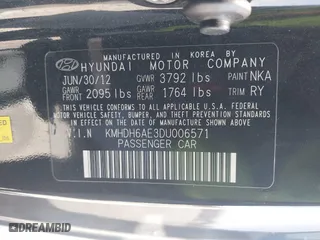 MANUFACTURED IN KOREA BY
HYUNDAI MOTOR COMPANY
JUN/30/12 GVWR 3792 lbs PAINT NKA
GAWR FRONT 2095 lbs GAWR REAR 1764 lbs TRIM RY
THIS VEHICLE CONFORMS TO ALL APPLICABLE
FEDERAL MOTOR VEHICLE SAFETY, BUMPER, AND
THEFT PREVENTION STANDARDS IN EFFECT ON
THE DATE OF MANUFACTURE SHOWN ABOVE.
V.I.N KMHDH6AE3DU006571
PASSENGER CAR